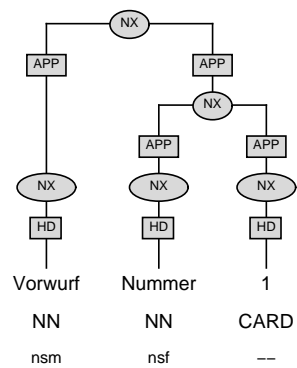 NX
APP APP
NX
APP APP
NX NX NX
HD HD HD
Vorwurf Nummer 1
NN NN CARD
nsm nsf --